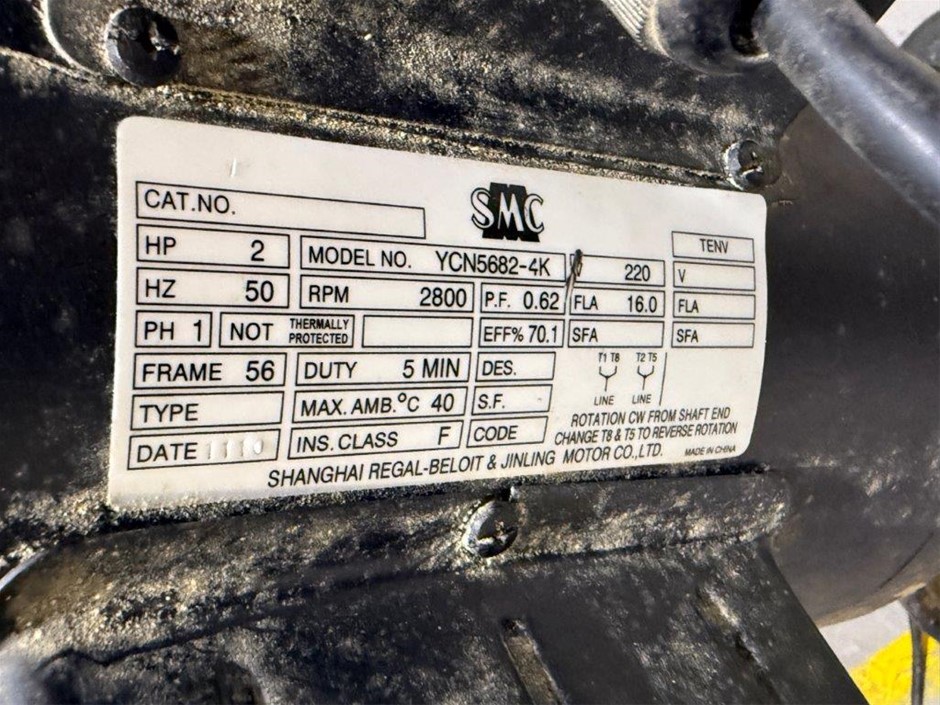 SMC
CAT.NO.
HP 2 MODEL NO. YCN5682-4K 220 TENV
HZ 50 RPM 2800 P.F. 0.62 FLA 16.0 V
PH 1 NOT THERMALLY PROTECTED EFF% 70.1 SFA FLA
FRAME 56 DUTY 5 MIN DES. T1 T8 T2 T5 SFA
TYPE MAX. AMB.°C 40 S.F. LINE LINE
DATE 1110 INS. CLASS F CODE
ROTATION CW FROM SHAFT END
CHANGE T8 & T5 TO REVERSE ROTATION
SHANGHAI REGAL-BELOIT & JINLING MOTOR CO., LTD. MADE IN CHINA